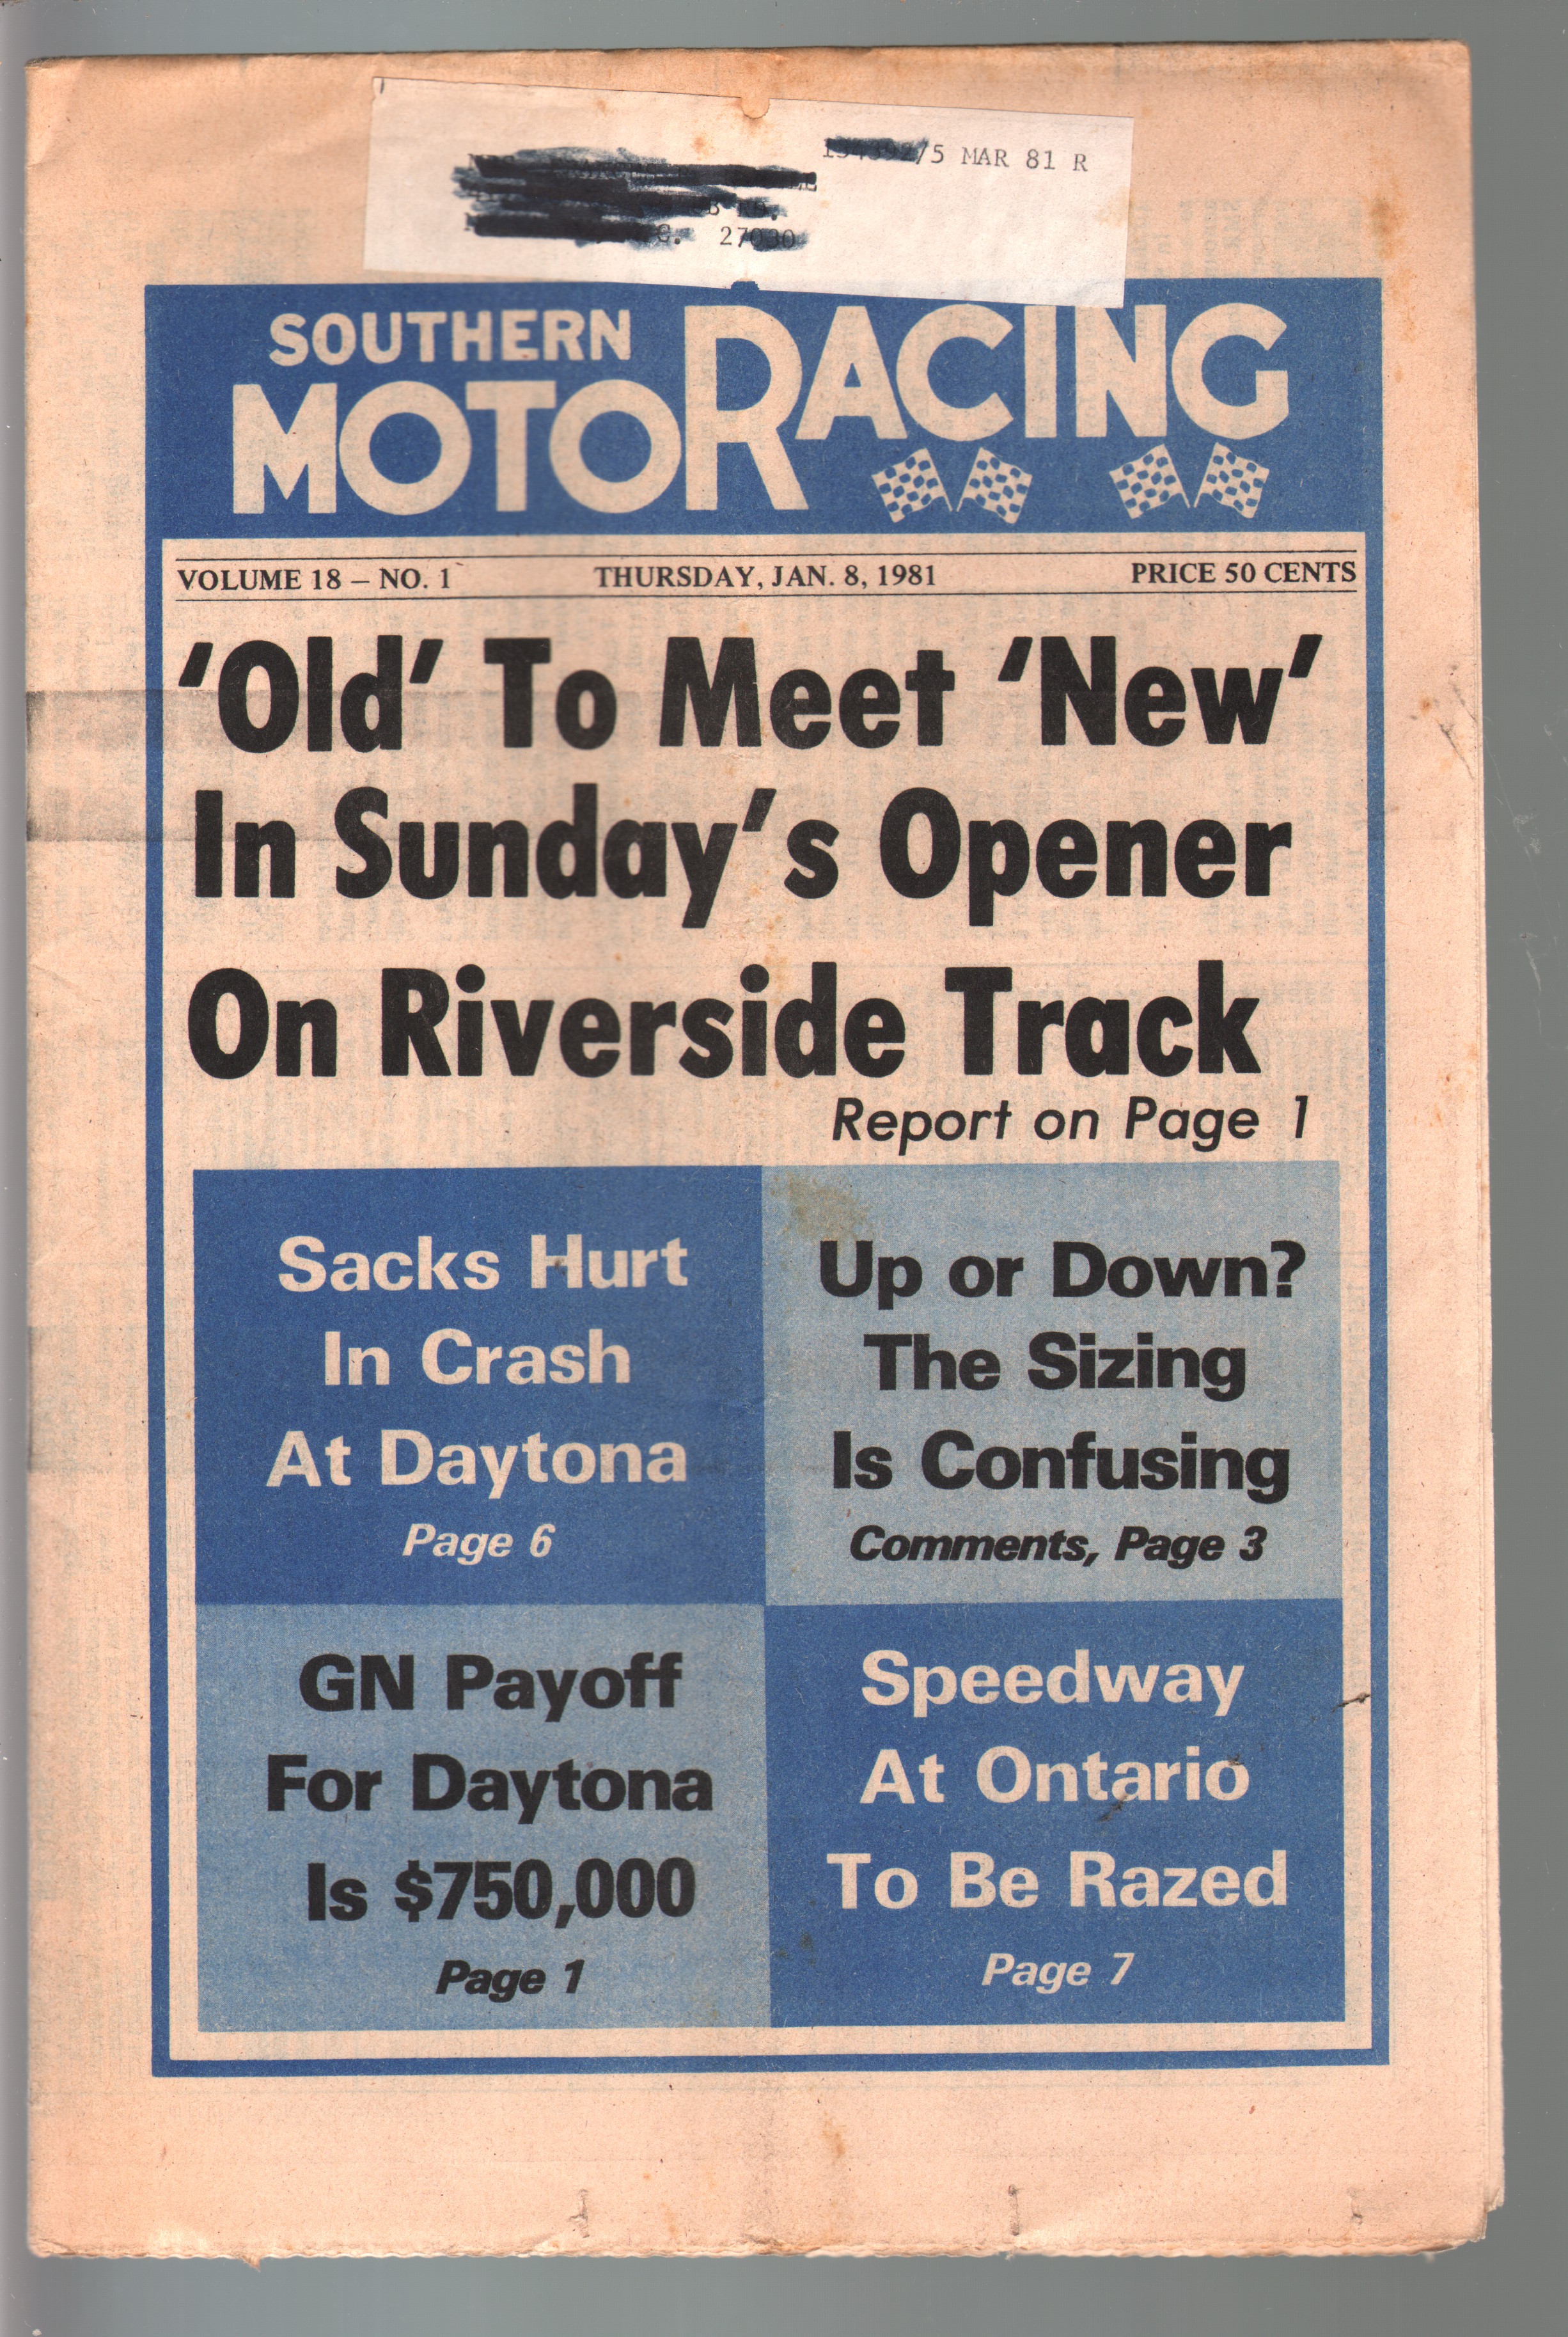 /5 MAR 81 R
27030
SOUTHERN
MOTORACING
VOLUME 18 – NO. 1
THURSDAY, JAN. 8, 1981
PRICE 50 CENTS
‘Old’ To Meet ‘New’
In Sunday’s Opener
On Riverside Track
Report on Page 1
Sacks Hurt
In Crash
At Daytona
Page 6
Up or Down?
The Sizing
Is Confusing
Comments, Page 3
GN Payoff
For Daytona
Is $750,000
Page 1
Speedway
At Ontario
To Be Razed
Page 7